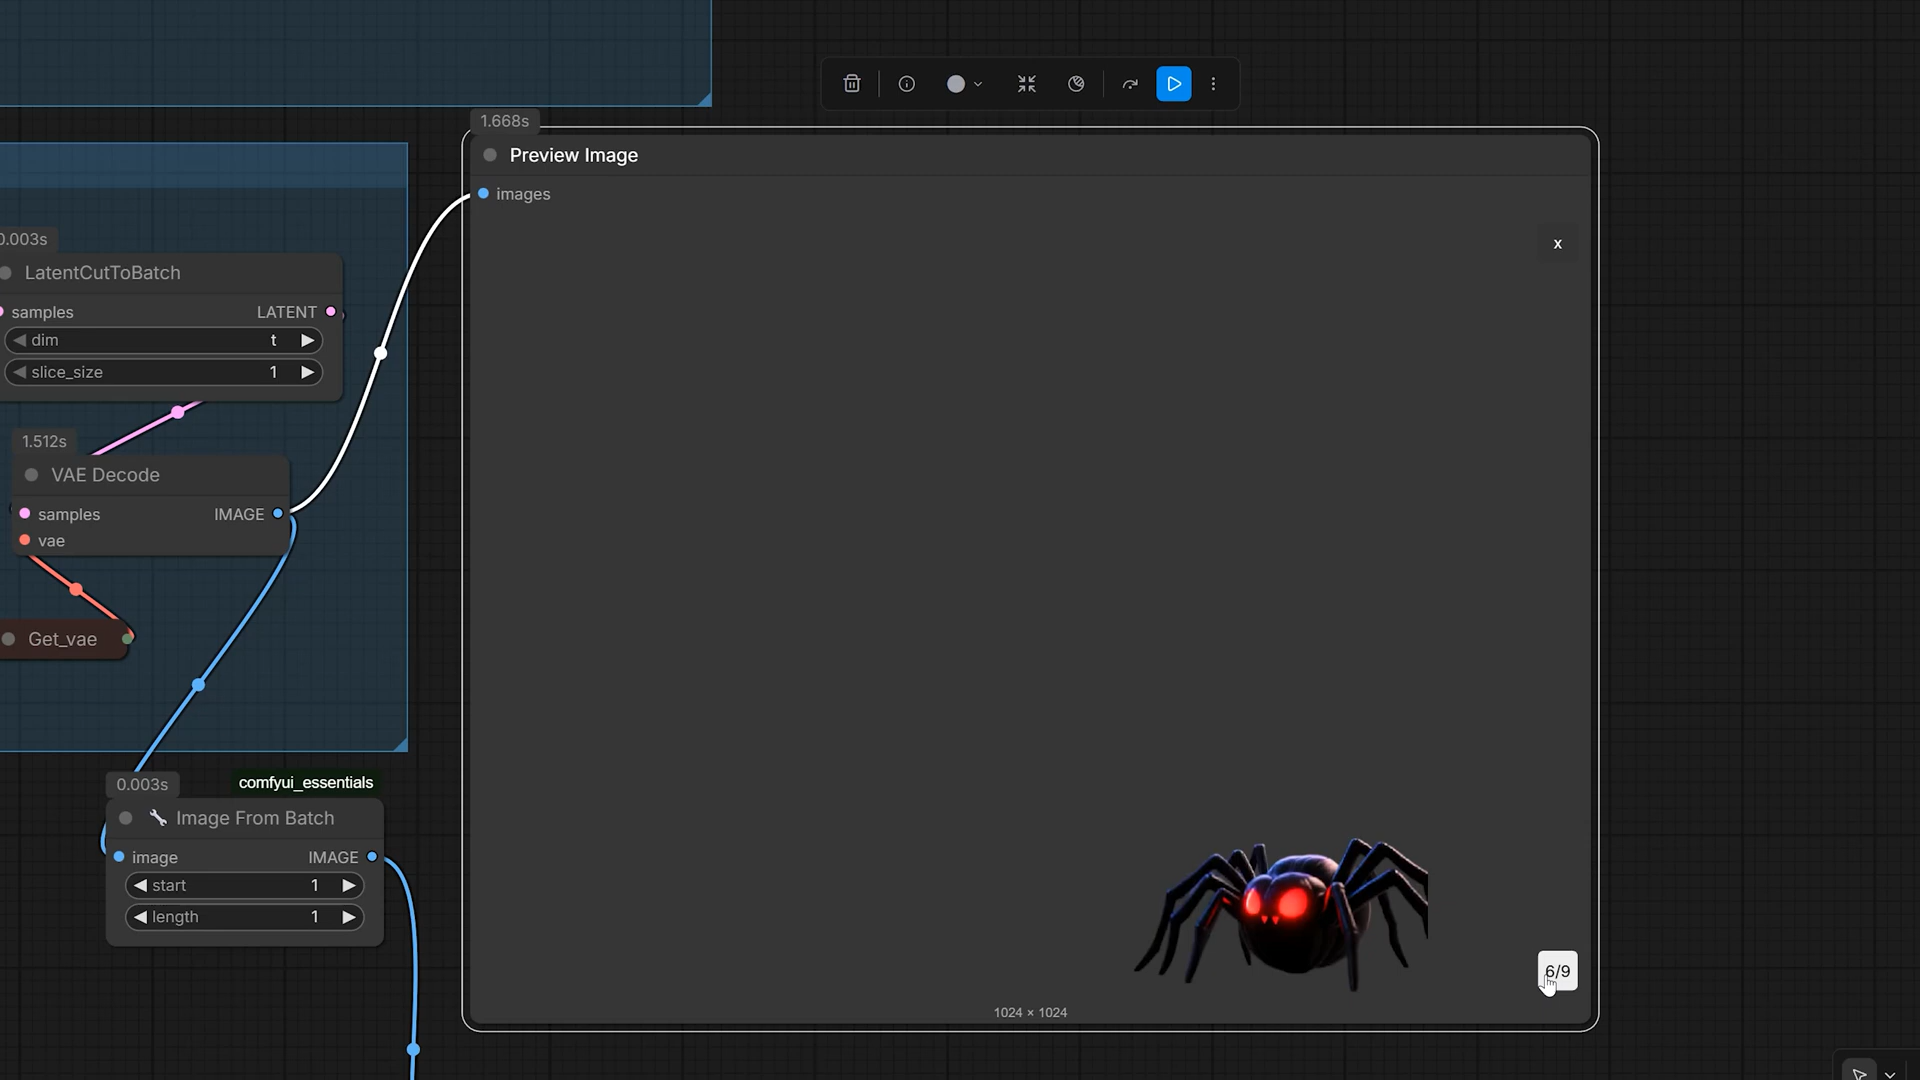 1.668s
Preview Image
images
x
0.003s
LatentCutToBatch
samples LATENT
dim t
slice_size 1
1.512s
VAE Decode
samples IMAGE
vae
Get_vae
0.003s comfyui_essentials
Image From Batch
image IMAGE
start 1
length 1
6/9
1024 × 1024